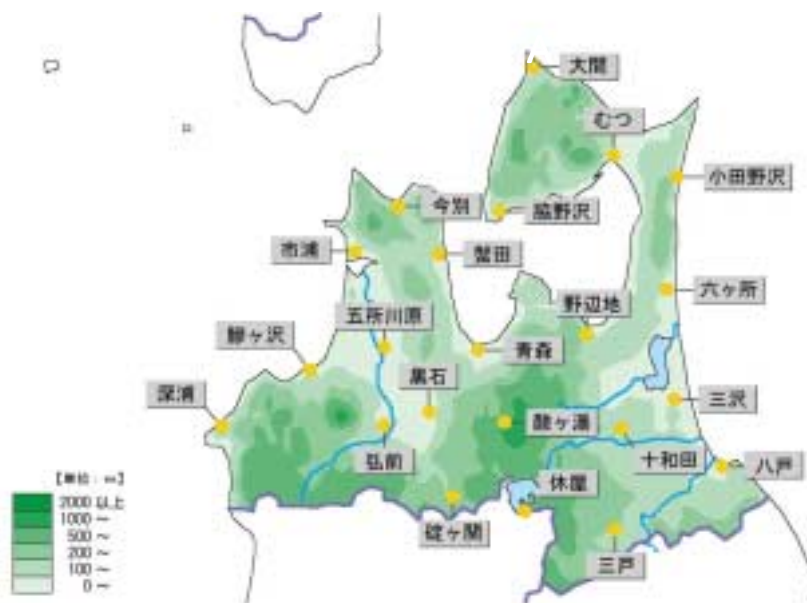 大間
むつ
小田野沢
今別
脇野沢
市浦
蟹田
六ヶ所
五所川原
野辺地
鰺ヶ沢
青森
黒石
深浦
三沢
酸ヶ湯
弘前
十和田
八戸
休屋
碇ヶ関
三戸
【単位:m】
2000 以上
1000 ~
500 ~
200 ~
100 ~
0 ~